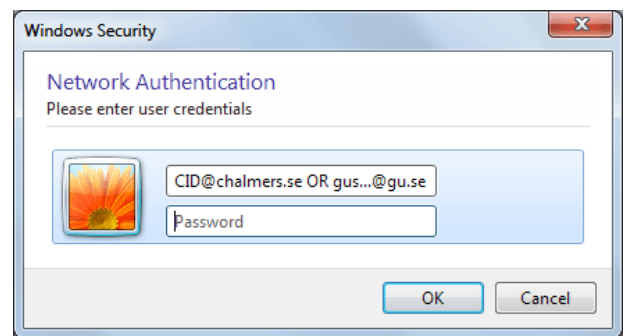 Windows Security
X
Network Authentication
Please enter user credentials
CID@chalmers.se OR gus...@gu.se
Password
OK
Cancel